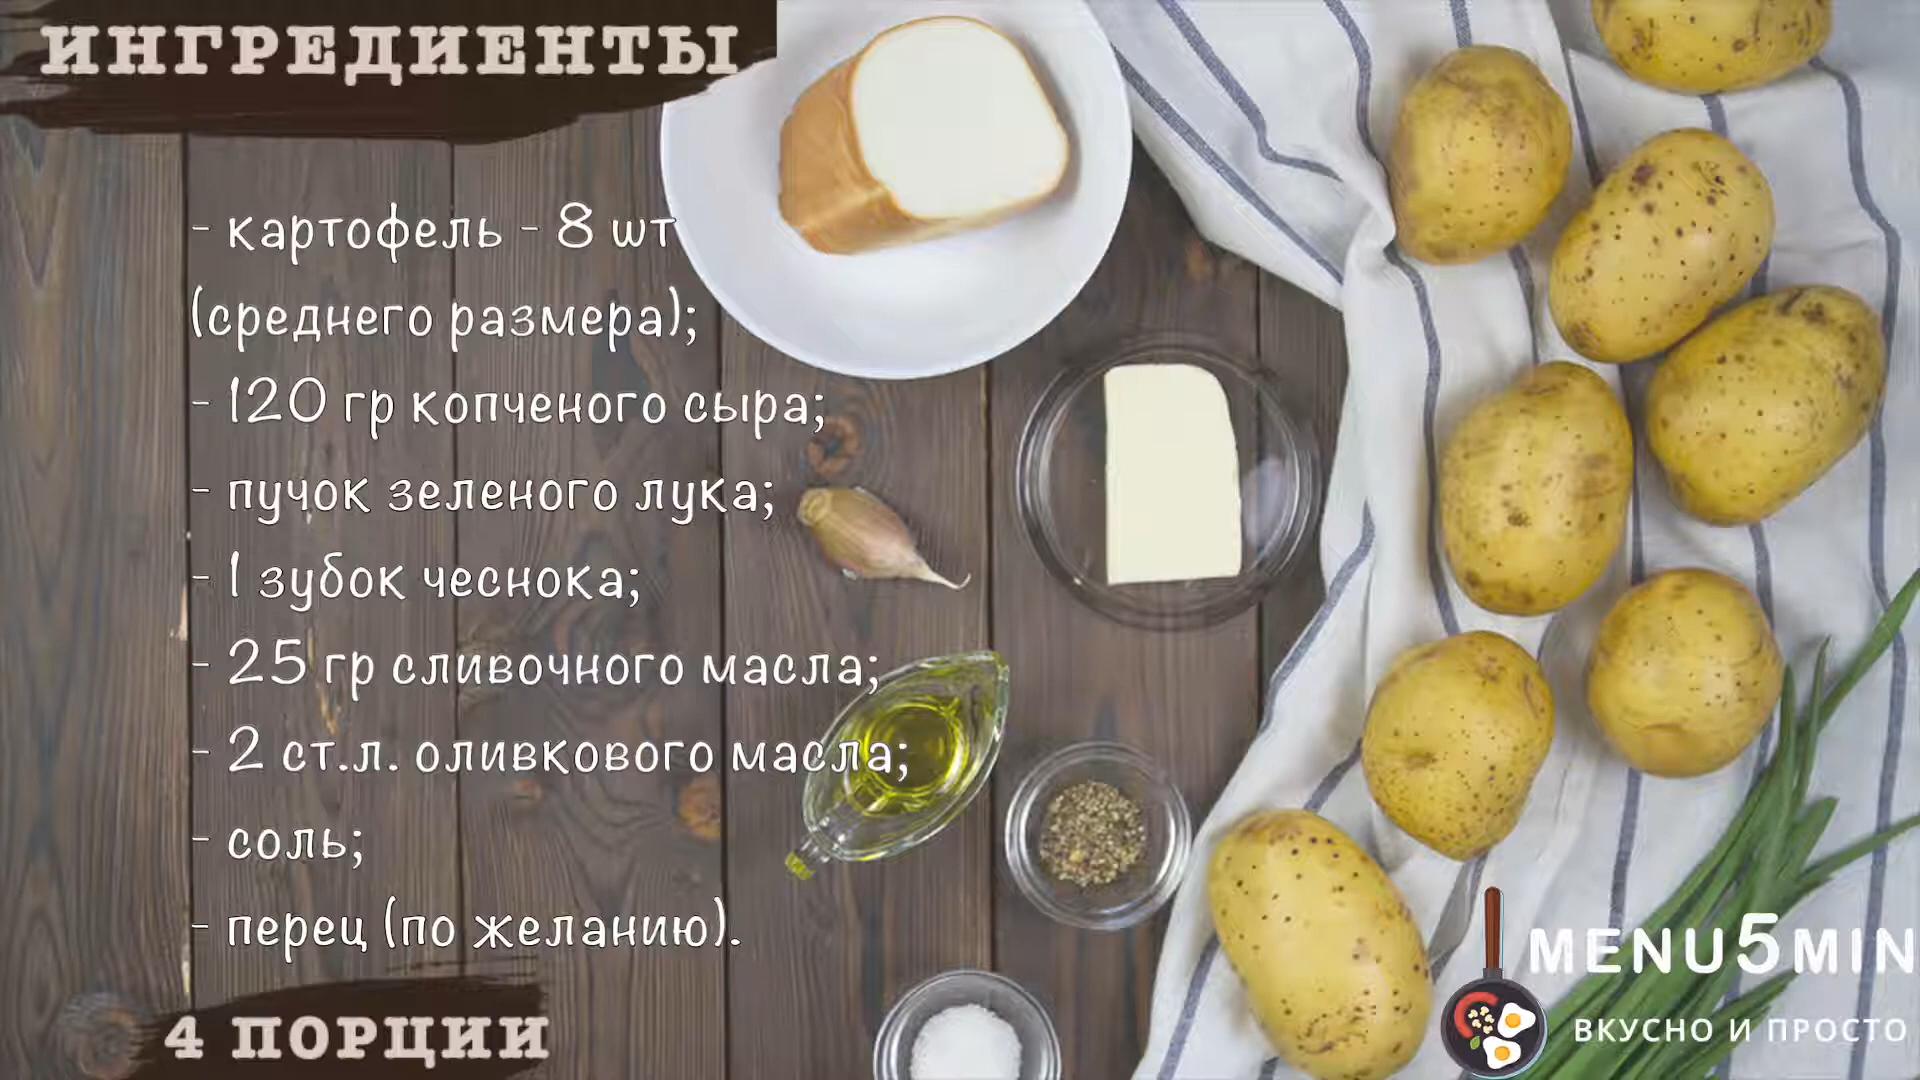 ИНГРЕДИЕНТЫ
- картофель - 8 шт
(среднего размера);
- 120 гр копченого сыра;
- пучок зеленого лука;
- 1 зубок чеснока;
- 25 гр сливочного масла;
- 2 ст.л. оливкового масла;
- соль;
- перец (по желанию).
4 ПОРЦИИ
MENU5MIN
ВКУСНО И ПРОСТО